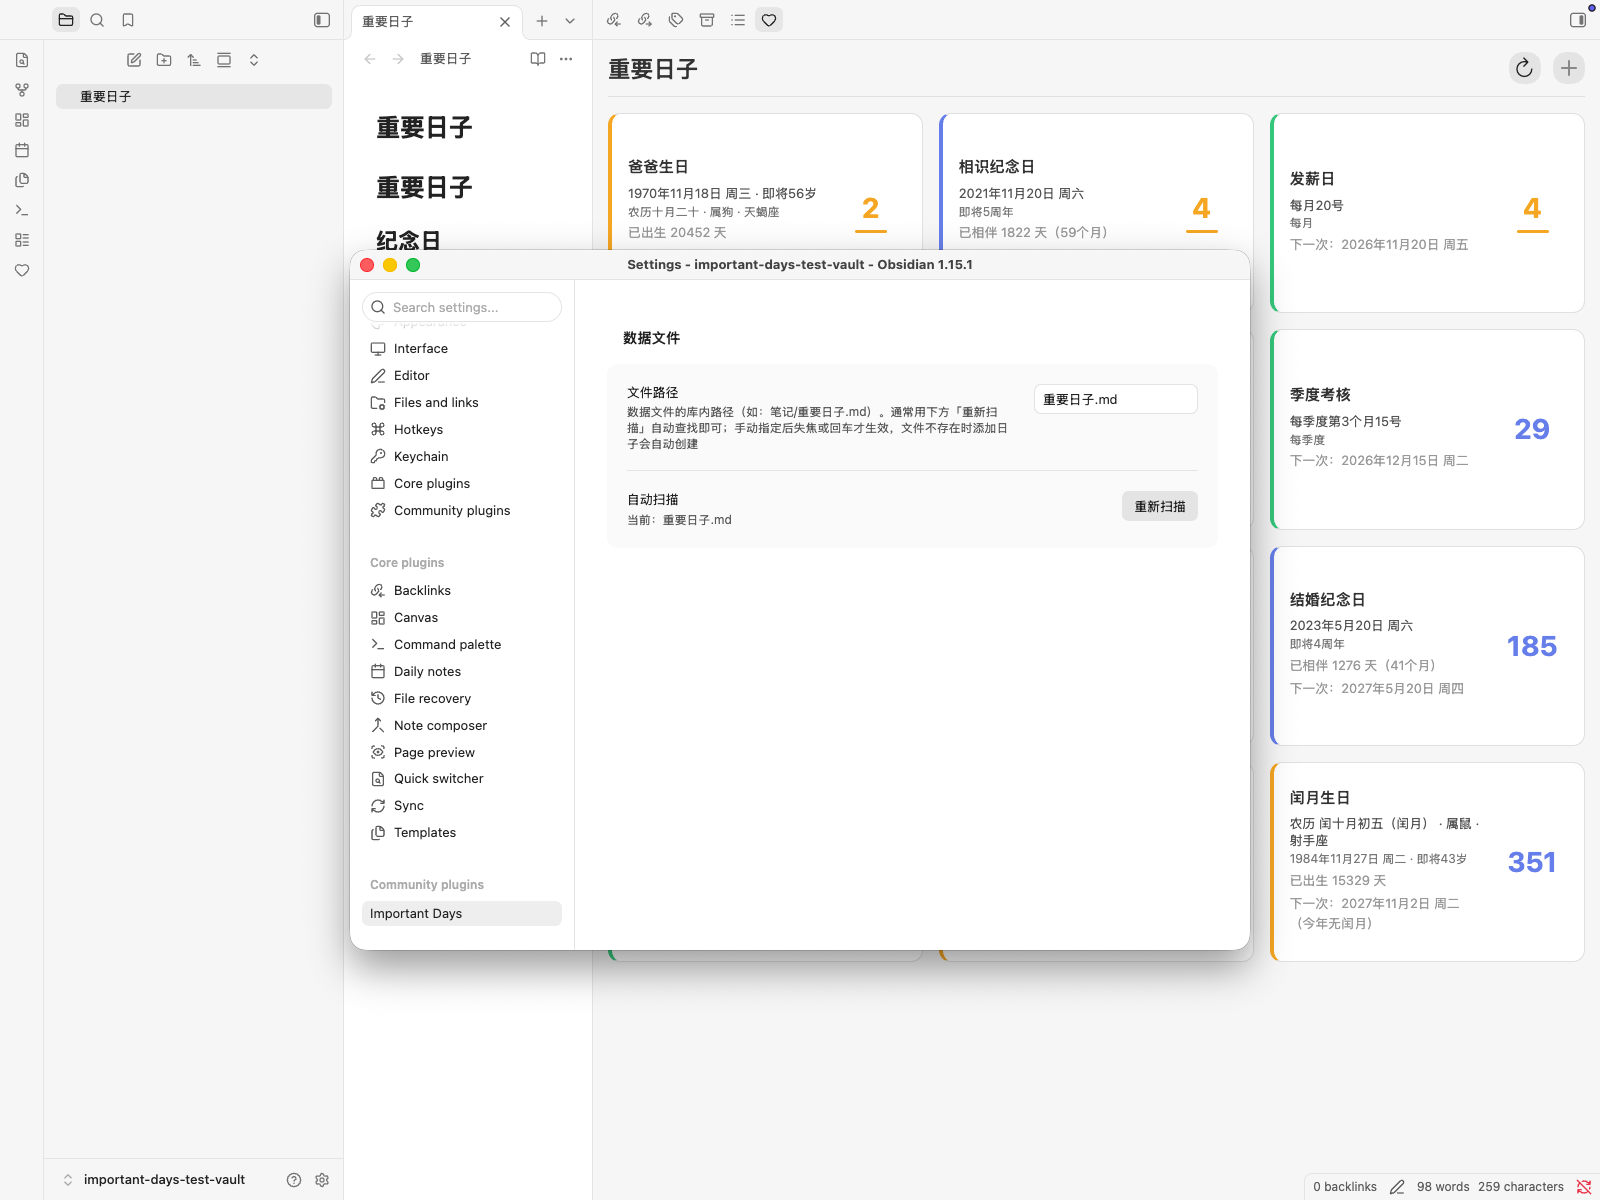 重要日子
重要日子
重要日子
重要日子
重要日子
重要日子
纪念日
重要日子
爸爸生日
1970年11月18日 周三 · 即将56岁
农历十月二十 · 属狗 · 天蝎座
已出生 20452 天
2
相识纪念日
2021年11月20日 周六
即将5周年
已相伴 1822 天（59个月）
4
发薪日
每月20号
每月
下一次：2026年11月20日 周五
4
季度考核
每季度第3个月15号
每季度
下一次：2026年12月15日 周二
29
结婚纪念日
2023年5月20日 周六
即将4周年
已相伴 1276 天（41个月）
下一次：2027年5月20日 周四
185
闰月生日
农历 闰十月初五（闰月） · 属鼠 ·
射手座
1984年11月27日 周二 · 即将43岁
已出生 15329 天
下一次：2027年11月2日 周二
（今年无闰月）
351
Settings - important-days-test-vault - Obsidian 1.15.1
Search settings...
Appearance
Interface
Editor
Files and links
Hotkeys
Keychain
Core plugins
Community plugins
Core plugins
Backlinks
Canvas
Command palette
Daily notes
File recovery
Note composer
Page preview
Quick switcher
Sync
Templates
Community plugins
Important Days
数据文件
文件路径
数据文件的库内路径（如：笔记/重要日子.md）。通常用下方「重新扫
描」自动查找即可；手动指定后失焦或回车才生效，文件不存在时添加日
子会自动创建
重要日子.md
自动扫描
当前：重要日子.md
重新扫描
important-days-test-vault
0 backlinks
98 words
259 characters